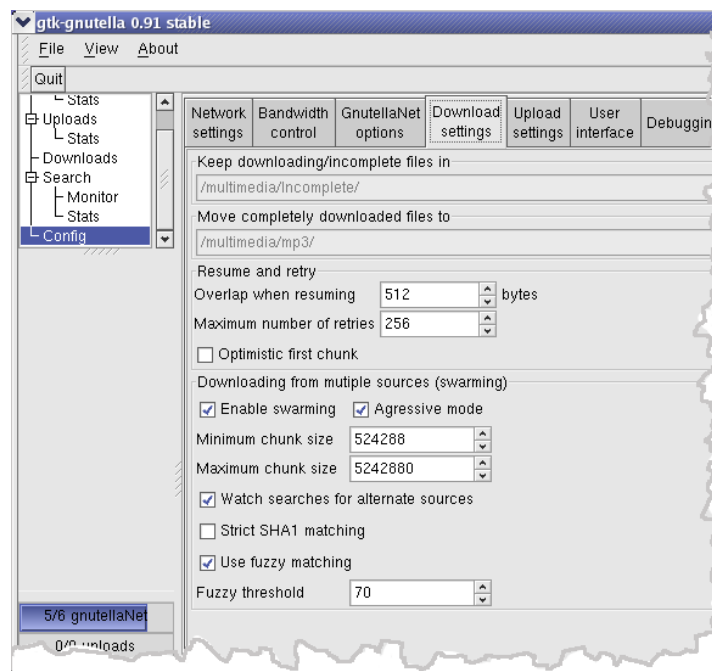 gtk-gnutella 0.91 stable
File View About
Quit
Stats
Uploads
Stats
Downloads
Search
Monitor
Stats
Config
Network settings
Bandwidth control
GnutellaNet options
Download settings
Upload settings
User interface
Debuggin
Keep downloading/incomplete files in
/multimedia/Incomplete/
Move completely downloaded files to
/multimedia/mp3/
Resume and retry
Overlap when resuming 512 bytes
Maximum number of retries 256
Optimistic first chunk
Downloading from mutiple sources (swarming)
Enable swarming Agressive mode
Minimum chunk size 524288
Maximum chunk size 5242880
Watch searches for alternate sources
Strict SHA1 matching
Use fuzzy matching
Fuzzy threshold 70
5/6 gnutellaNet
0/0 uploads